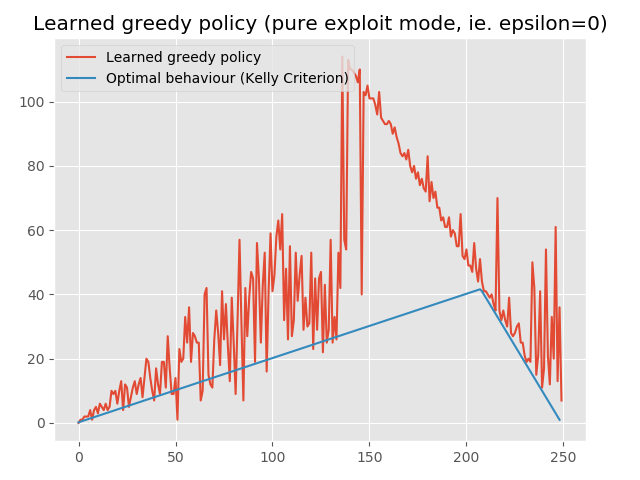 Learned greedy policy (pure exploit mode, ie. epsilon=0)
Learned greedy policy
Optimal behaviour (Kelly Criterion)
100
80
60
40
20
0
0 50 100 150 200 250